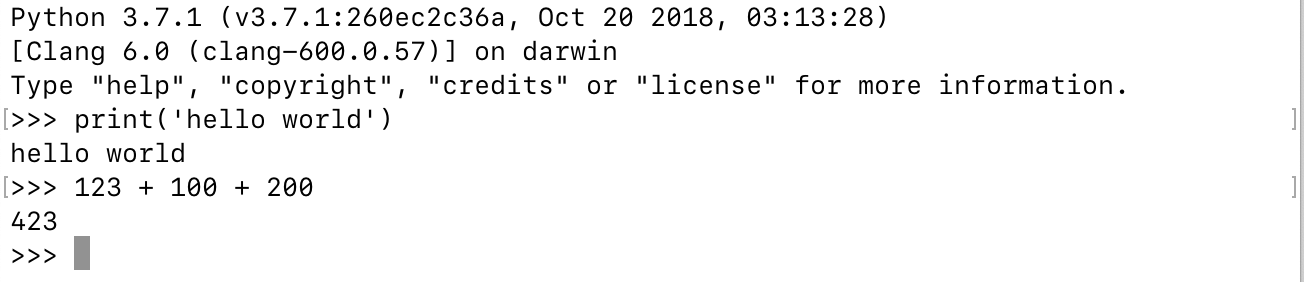 Python 3.7.1 (v3.7.1:260ec2c36a, Oct 20 2018, 03:13:28)
[Clang 6.0 (clang-600.0.57)] on darwin
Type "help", "copyright", "credits" or "license" for more information.
[>>> print('hello world') ]
hello world
[>>> 123 + 100 + 200 ]
423
>>>